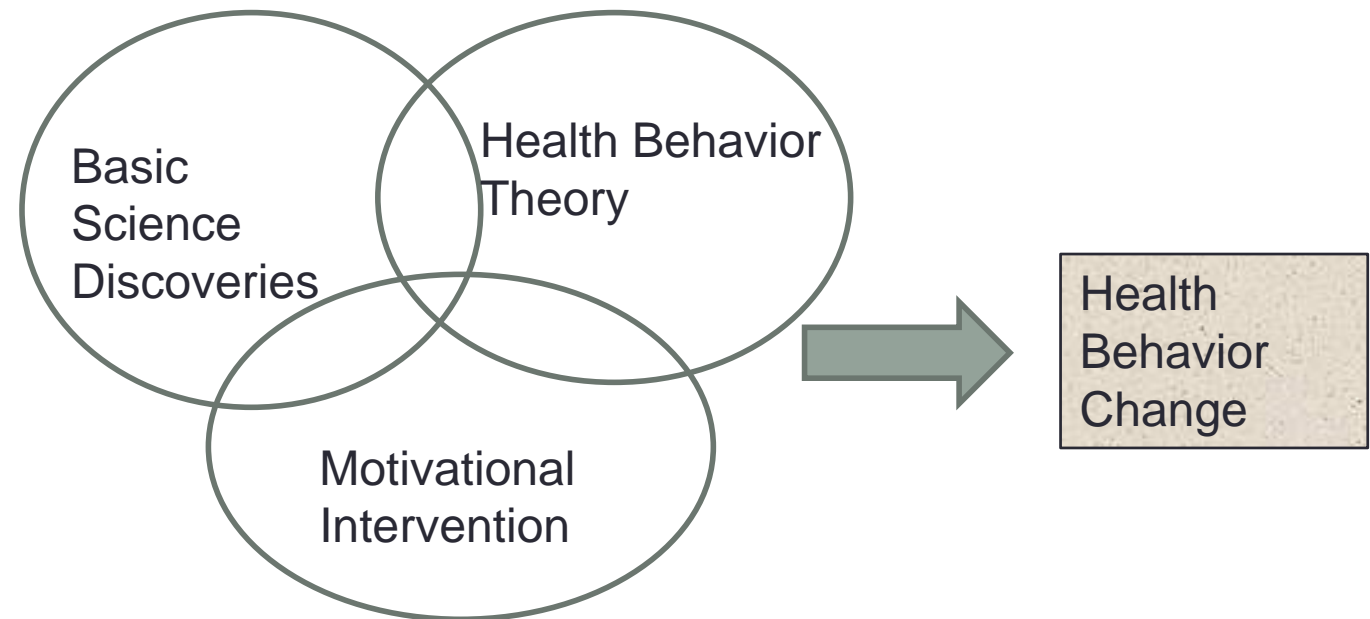 Basic
Science
Discoveries
Health Behavior
Theory
Motivational
Intervention
Health
Behavior
Change